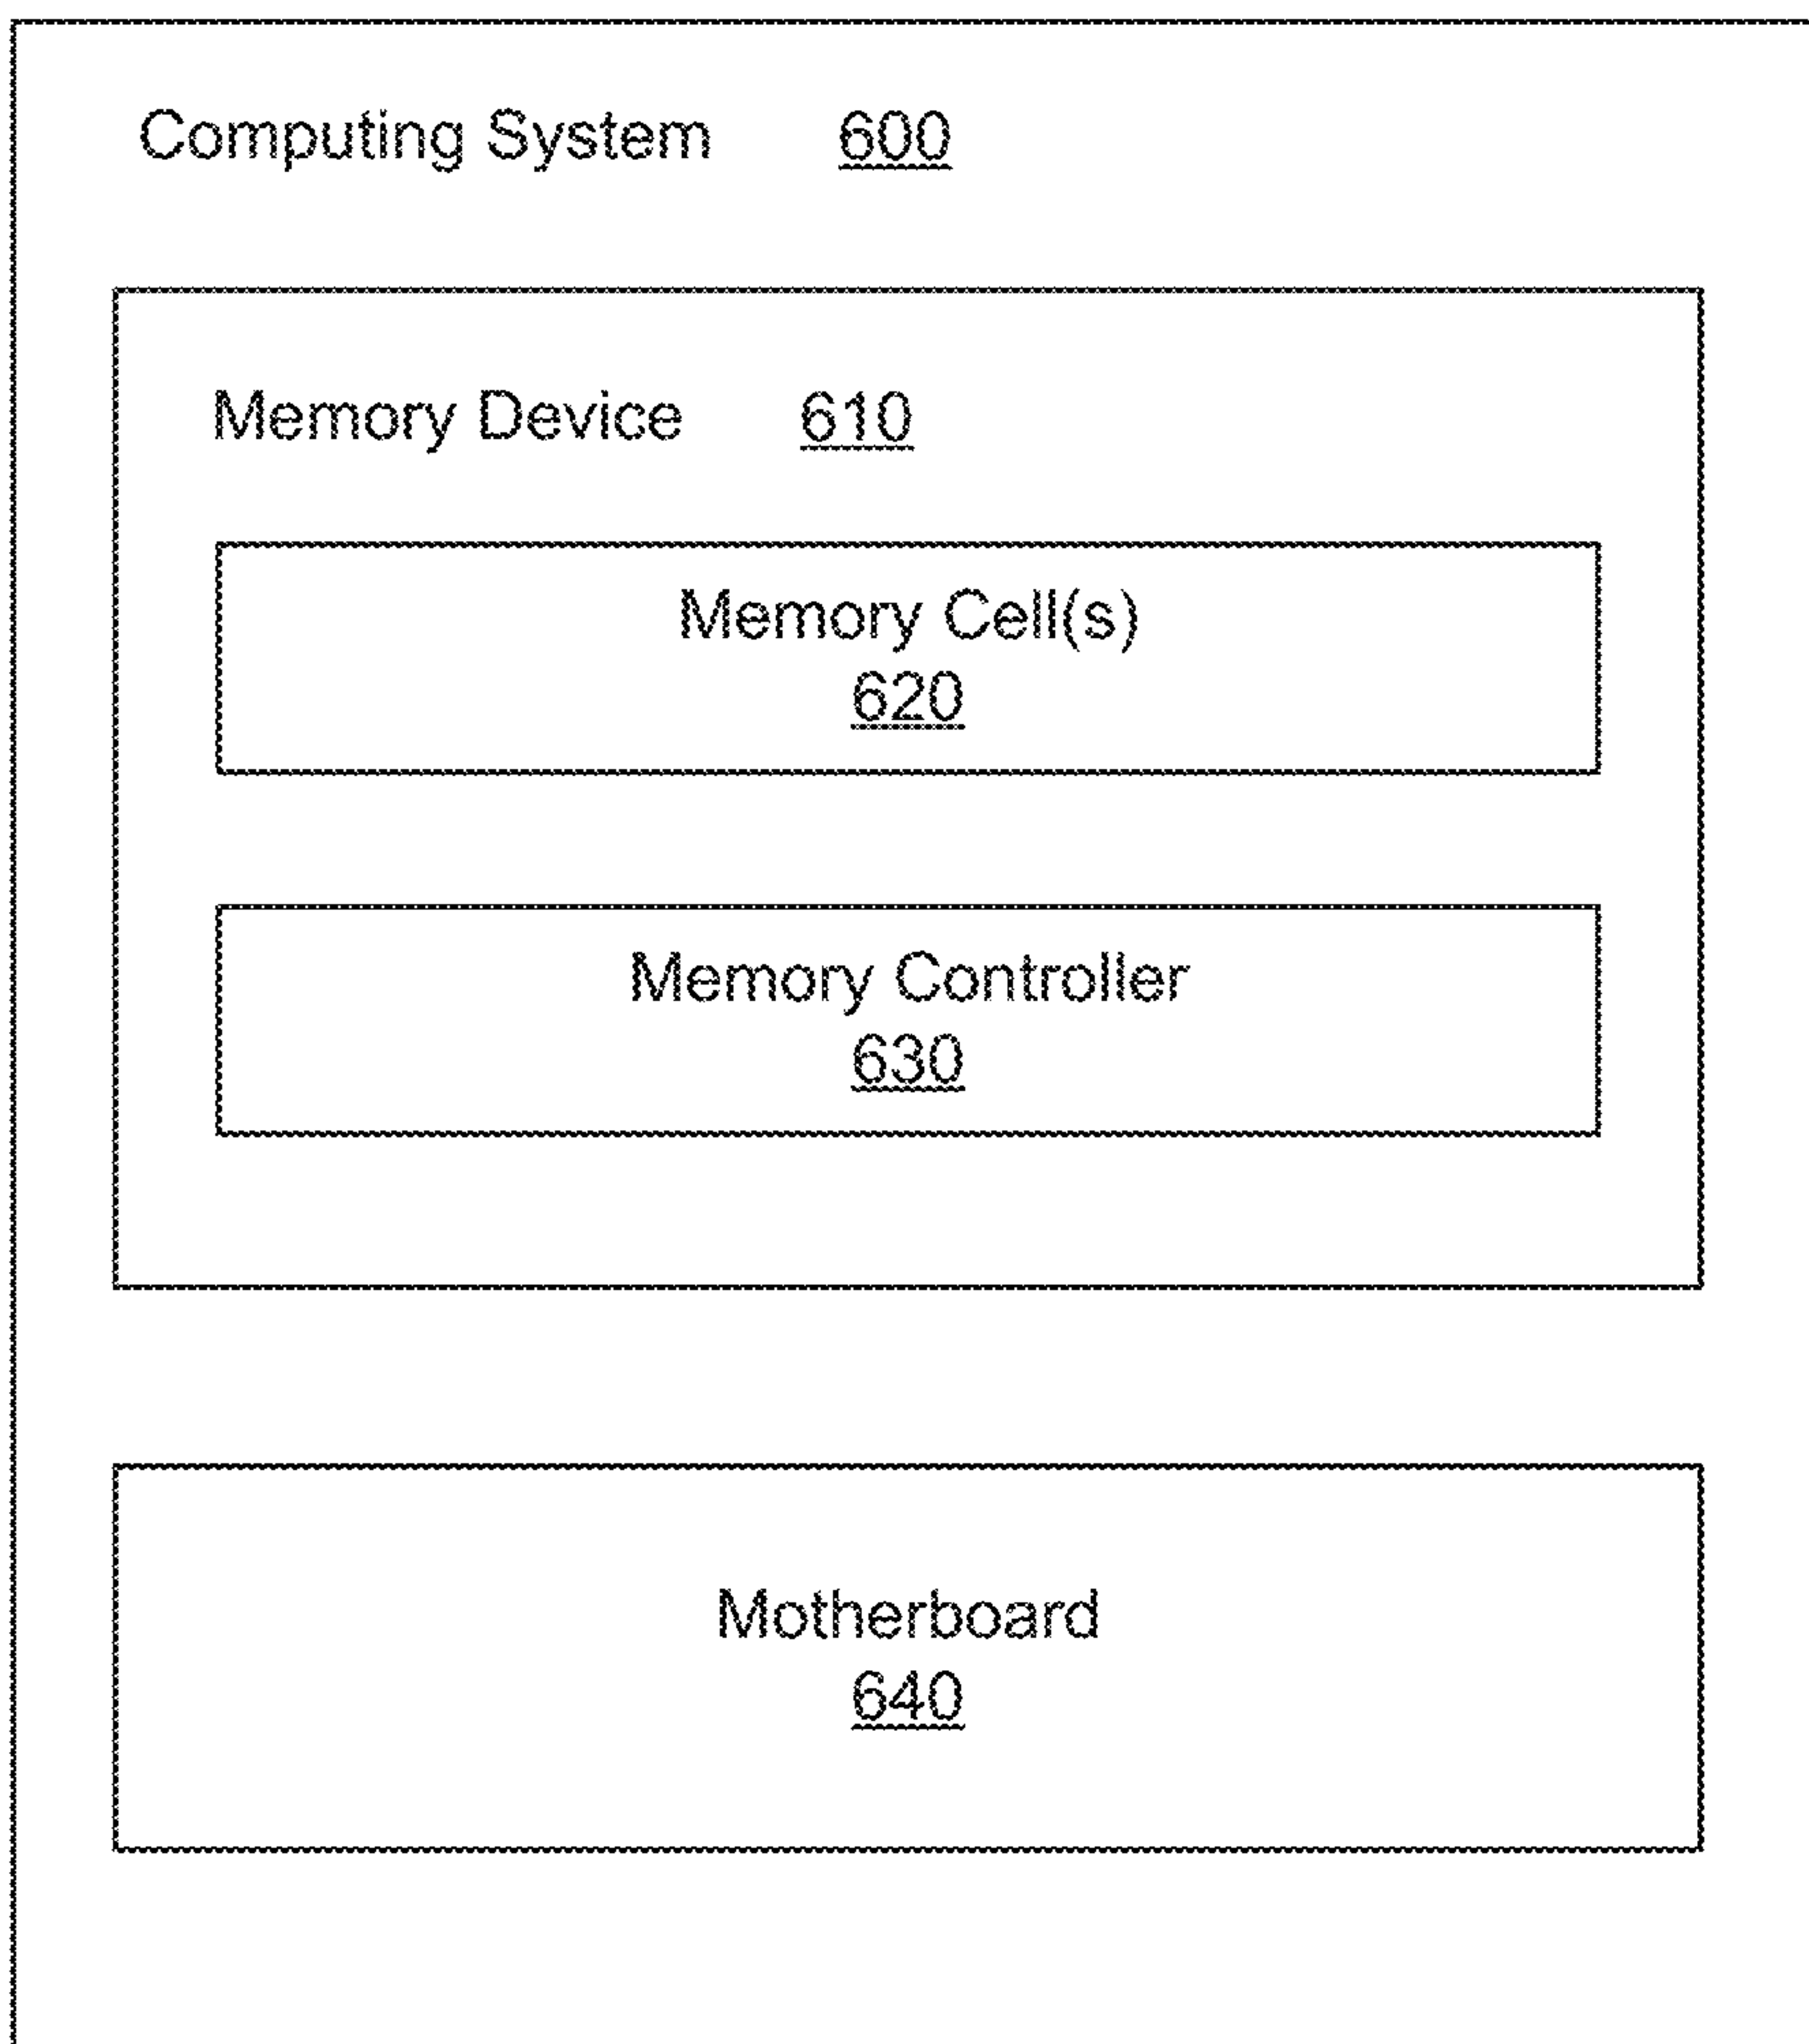 Computing System 600
Memory Device 610
Memory Cell(s)
620
Memory Controller
630
Motherboard
640